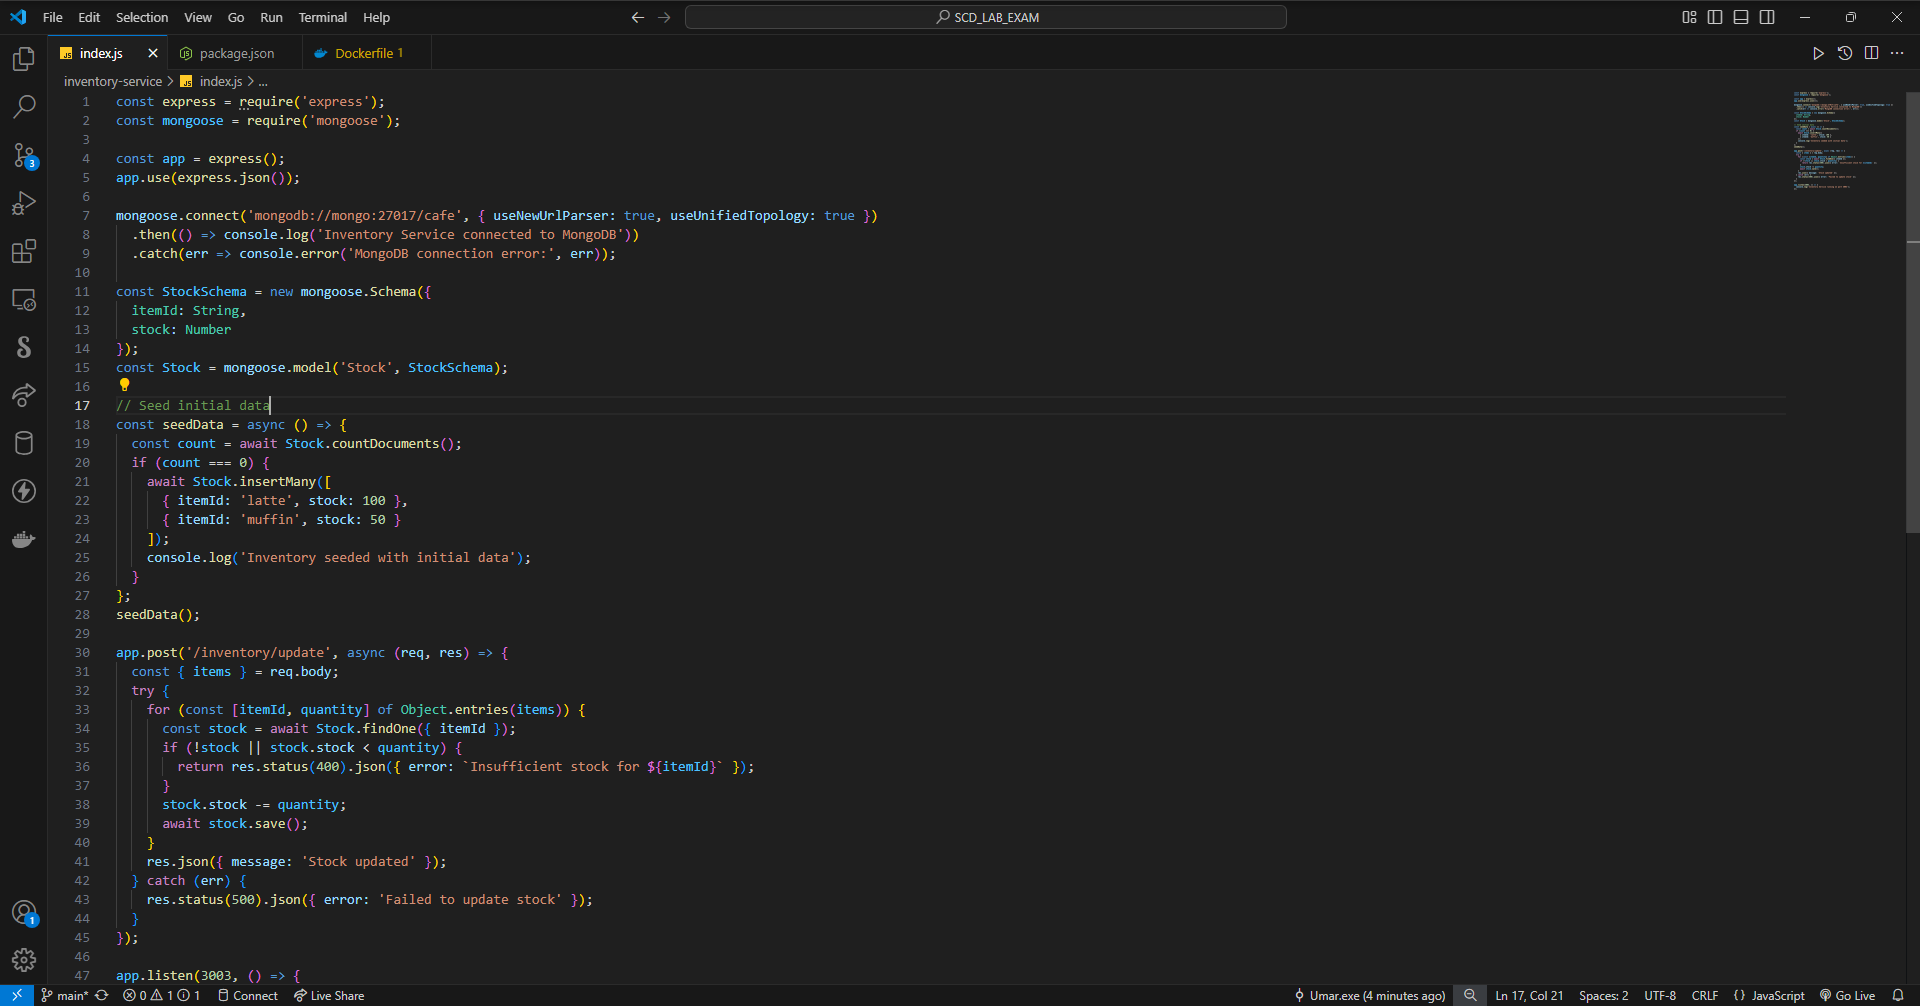 File Edit Selection View Go Run Terminal Help
SCD_LAB_EXAM
index.js
package.json
Dockerfile 1
inventory-service > index.js > ...
1 const express = require('express');
2 const mongoose = require('mongoose');
3
4 const app = express();
5 app.use(express.json());
6
7 mongoose.connect('mongodb://mongo:27017/cafe', { useNewUrlParser: true, useUnifiedTopology: true })
8 .then(() => console.log('Inventory Service connected to MongoDB'))
9 .catch(err => console.error('MongoDB connection error:', err));
10
11 const StockSchema = new mongoose.Schema({
12 itemId: String,
13 stock: Number
14 });
15 const Stock = mongoose.model('Stock', StockSchema);
16
17 // Seed initial data
18 const seedData = async () => {
19 const count = await Stock.countDocuments();
20 if (count === 0) {
21 await Stock.insertMany([
22 { itemId: 'latte', stock: 100 },
23 { itemId: 'muffin', stock: 50 }
24 ]);
25 console.log('Inventory seeded with initial data');
26 }
27 };
28 seedData();
29
30 app.post('/inventory/update', async (req, res) => {
31 const { items } = req.body;
32 try {
33 for (const [itemId, quantity] of Object.entries(items)) {
34 const stock = await Stock.findOne({ itemId });
35 if (!stock || stock.stock < quantity) {
36 return res.status(400).json({ error: `Insufficient stock for ${itemId}` });
37 }
38 stock.stock -= quantity;
39 await stock.save();
40 }
41 res.json({ message: 'Stock updated' });
42 } catch (err) {
43 res.status(500).json({ error: 'Failed to update stock' });
44 }
45 });
46
47 app.listen(3003, () => {
3
1
main* 0 1 1 Connect Live Share Umar.exe (4 minutes ago) Ln 17, Col 21 Spaces: 2 UTF-8 CRLF {} JavaScript Go Live